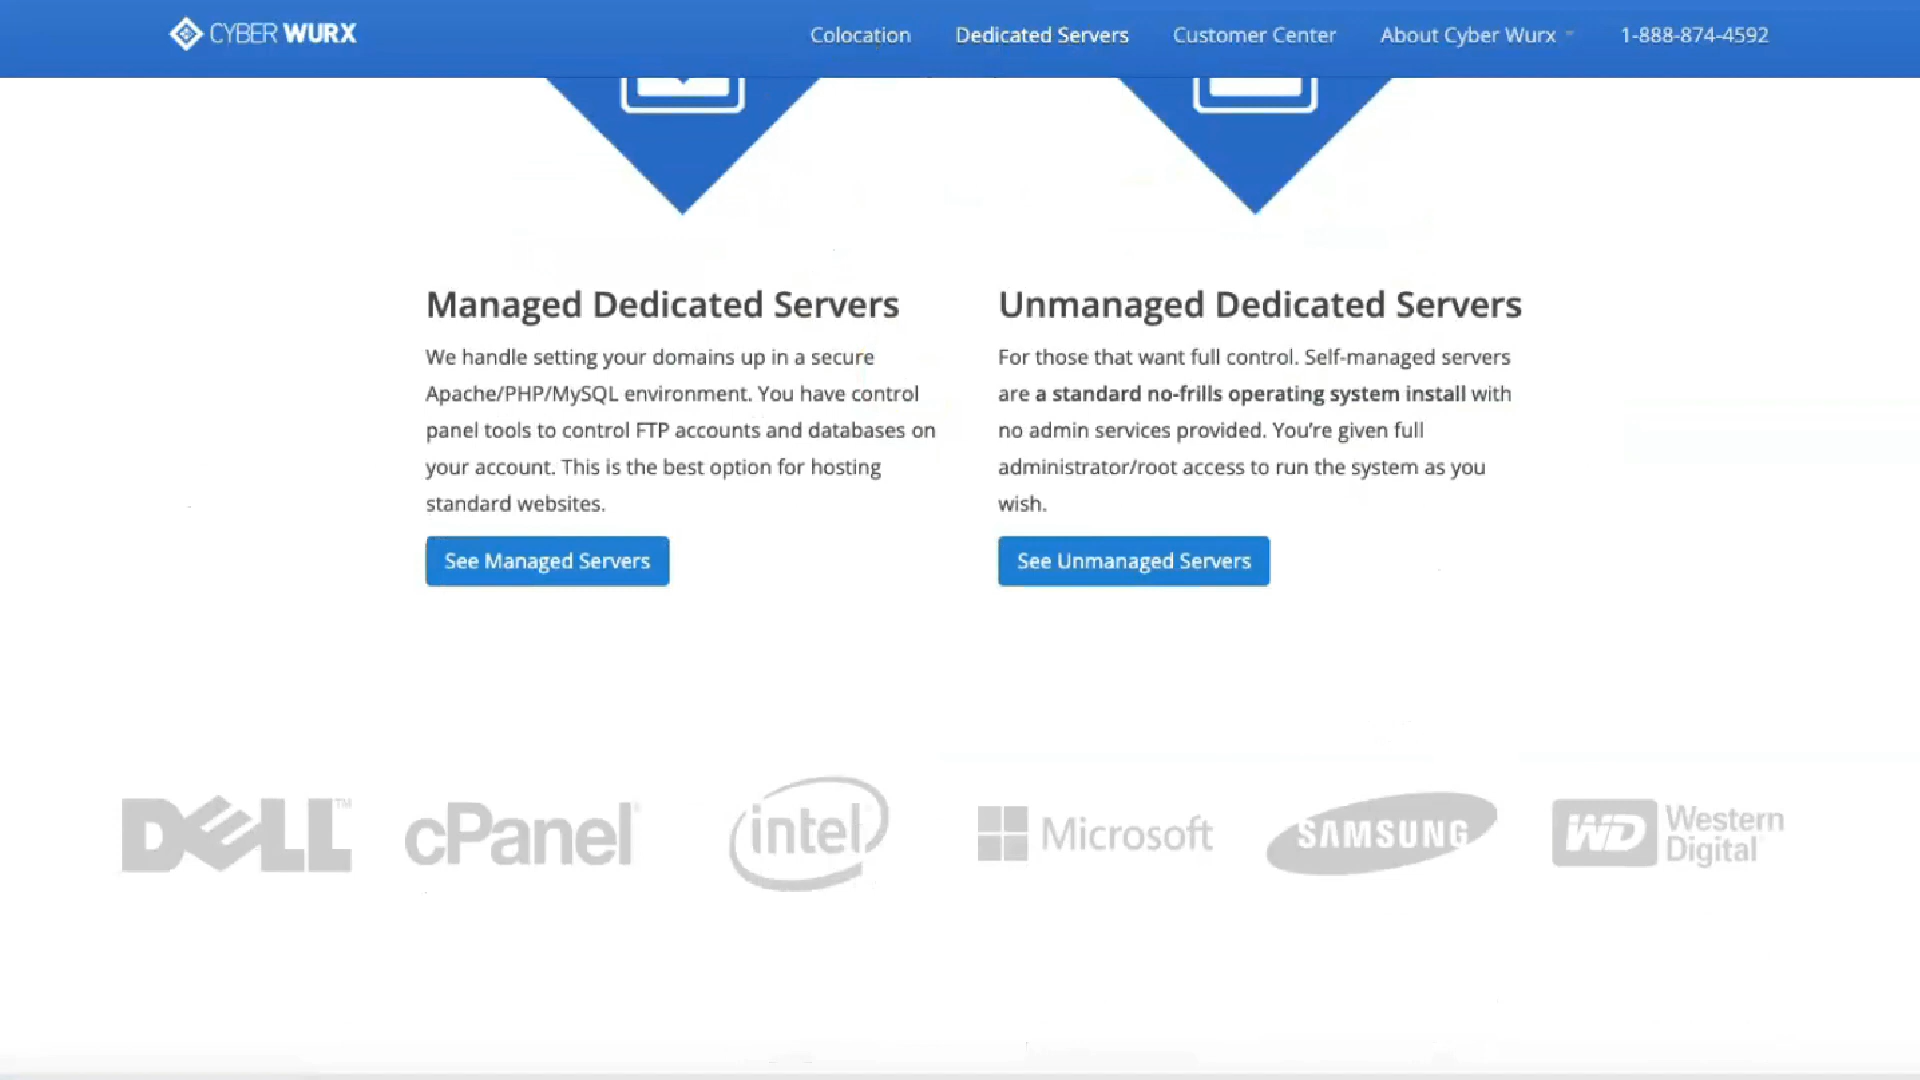 CYBER WURX Colocation Dedicated Servers Customer Center About Cyber Wurx 1-888-874-4592
Managed Dedicated Servers
We handle setting your domains up in a secure
Apache/PHP/MySQL environment. You have control
panel tools to control FTP accounts and databases on
your account. This is the best option for hosting
standard websites.
See Managed Servers
Unmanaged Dedicated Servers
For those that want full control. Self-managed servers
are a standard no-frills operating system install with
no admin services provided. You’re given full
administrator/root access to run the system as you
wish.
See Unmanaged Servers
DELL™ cPanel® intel Microsoft SAMSUNG WD Western
Digital